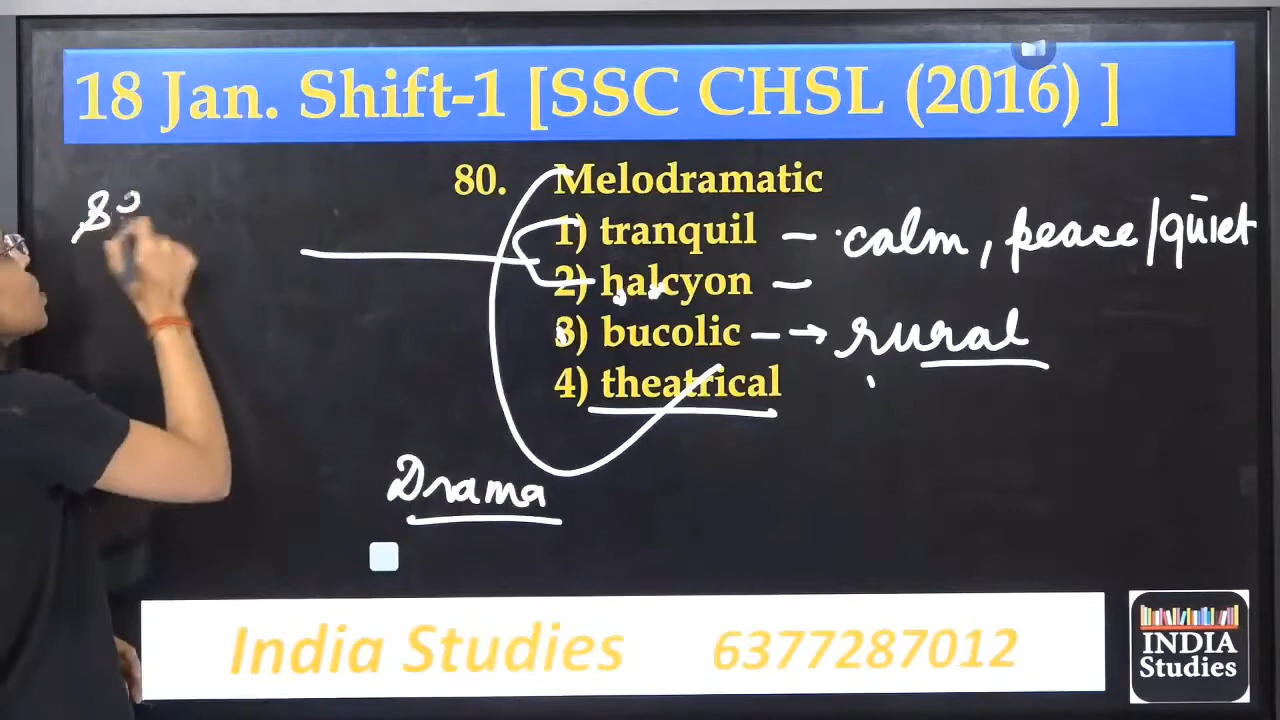 18 Jan. Shift-1 [SSC CHSL (2016) ]
80. Melodramatic
1) tranquil – calm, peace/quiet
2) halcyon –
3) bucolic –→ rural
4) theatrical
Drama
India Studies 6377287012
INDIA
Studies